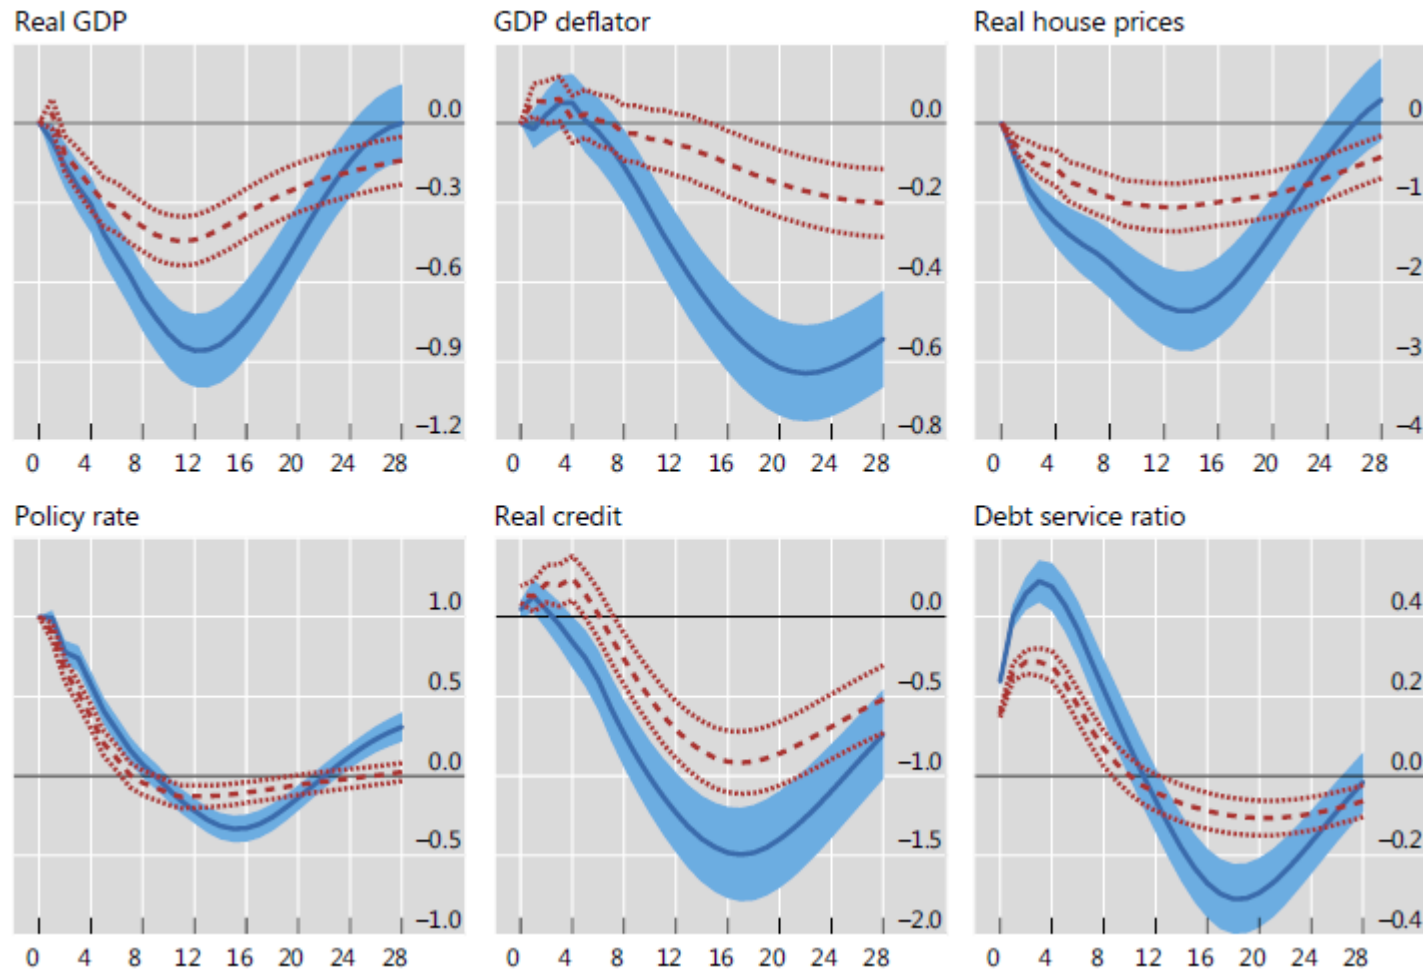 Real GDP
GDP deflator
Real house prices
0.0
–0.3
–0.6
–0.9
–1.2
0 4 8 12 16 20 24 28
0.0
–0.2
–0.4
–0.6
–0.8
0 4 8 12 16 20 24 28
0
–1
–2
–3
–4
0 4 8 12 16 20 24 28
Policy rate
Real credit
Debt service ratio
1.0
0.5
0.0
–0.5
–1.0
0 4 8 12 16 20 24 28
0.0
–0.5
–1.0
–1.5
–2.0
0 4 8 12 16 20 24 28
0.4
0.2
0.0
–0.2
–0.4
0 4 8 12 16 20 24 28